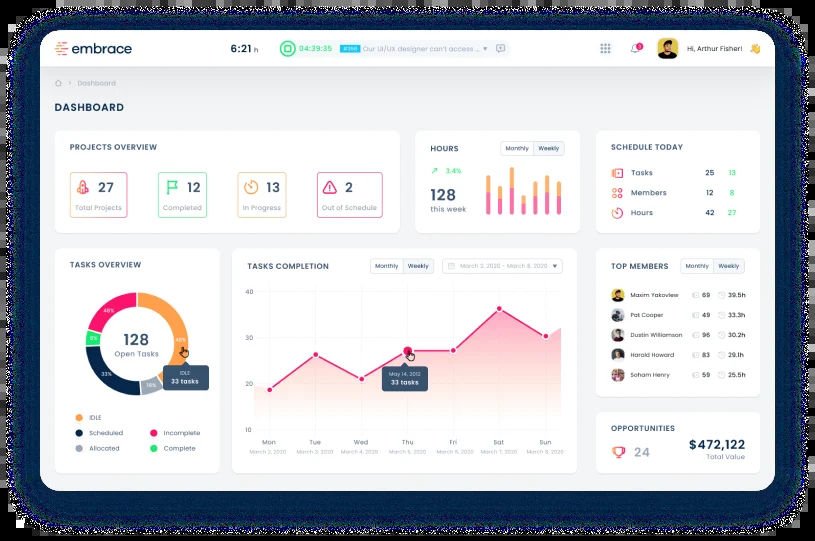 embrace
6:21 h
04:39:35
Our UI/UX designer can't access ...
Hi, Arthur Fisher!
Dashboard
DASHBOARD
PROJECTS OVERVIEW
27
Total Projects
12
Completed
13
In Progress
2
Out of Schedule
HOURS
Monthly Weekly
3.4%
128
this week
SCHEDULE TODAY
Tasks 25 13
Members 12 8
Hours 42 27
TASKS OVERVIEW
48%
33%
128
Open Tasks
IDLE
33 tasks
IDLE
Scheduled
Incomplete
Allocated
Complete
TASKS COMPLETION
Monthly Weekly
March 2, 2020 - March 8, 2020
40
30
20
10
May 14, 2012
33 tasks
Mon Tue Wed Thu Fri Sat Sun
March 2, 2020 March 3, 2020 March 4, 2020 March 5, 2020 March 6, 2020 March 7, 2020 March 8, 2020
TOP MEMBERS
Monthly Weekly
Maxim Yakoview 69 39.5h
Pat Cooper 49 33.3h
Dustin Williamson 96 30.2h
Harold Howard 83 29.1h
Soham Henry 59 25.5h
OPPORTUNITIES
24
$472,122
Total Value